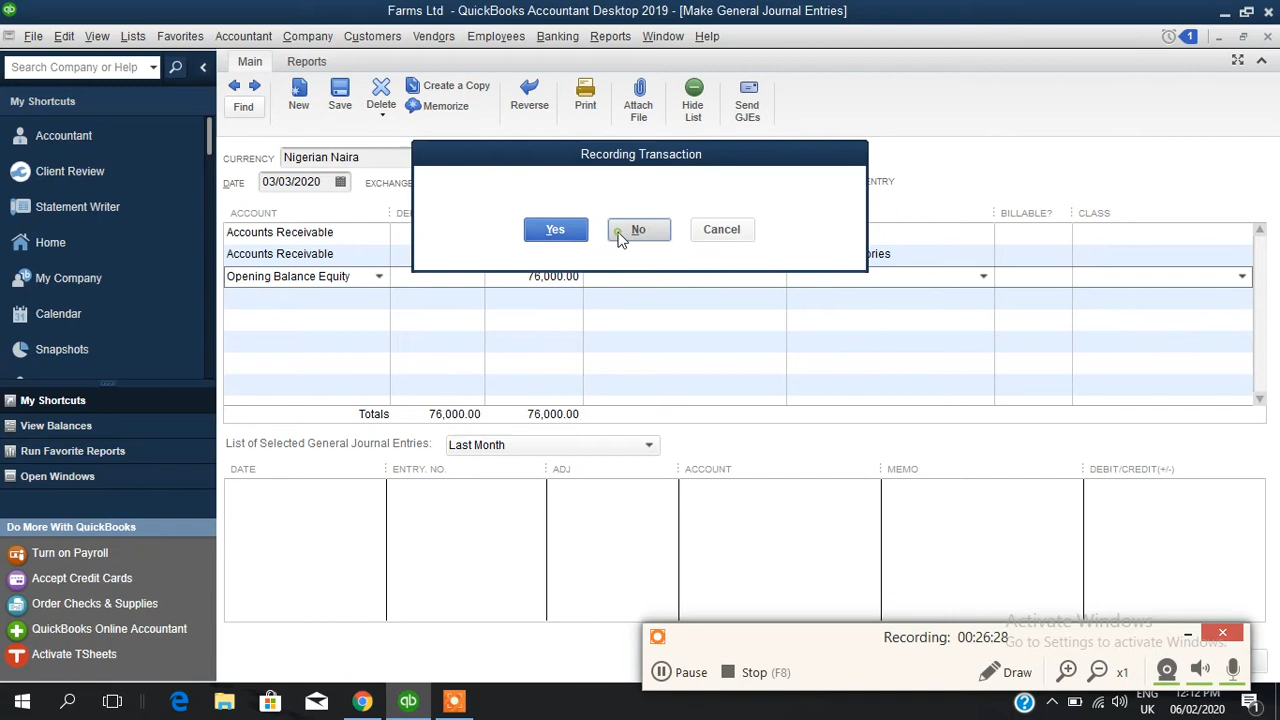 Farms Ltd - QuickBooks Accountant Desktop 2019 - [Make General Journal Entries]
File Edit View Lists Favorites Accountant Company Customers Vendors Employees Banking Reports Window Help
1
Search Company or Help
Main Reports
My Shortcuts
Find
New
Save
Delete
Create a Copy
Memorize
Reverse
Print
Attach File
Hide List
Send GJEs
Accountant
Client Review
Statement Writer
Home
My Company
Calendar
Snapshots
My Shortcuts
View Balances
Run Favorite Reports
Open Windows
Do More With QuickBooks
Turn on Payroll
Accept Credit Cards
Order Checks & Supplies
QuickBooks Online Accountant
Activate TSheets
Recording Transaction
Yes No Cancel
CURRENCY Nigerian Naira
DATE 03/03/2020 EXCHANGE
ENTRY
ACCOUNT BILLABLE? CLASS
Accounts Receivable
Accounts Receivable
Opening Balance Equity 76,000.00
Totals 76,000.00 76,000.00
List of Selected General Journal Entries: Last Month
DATE ENTRY. NO. ADJ ACCOUNT MEMO DEBIT/CREDIT(+/-)
Activate Windows
Go to Settings to activate Windows.
Recording: 00:26:28
Pause Stop (F8) Draw x1
ENG
UK
12:12 PM
06/02/2020
1